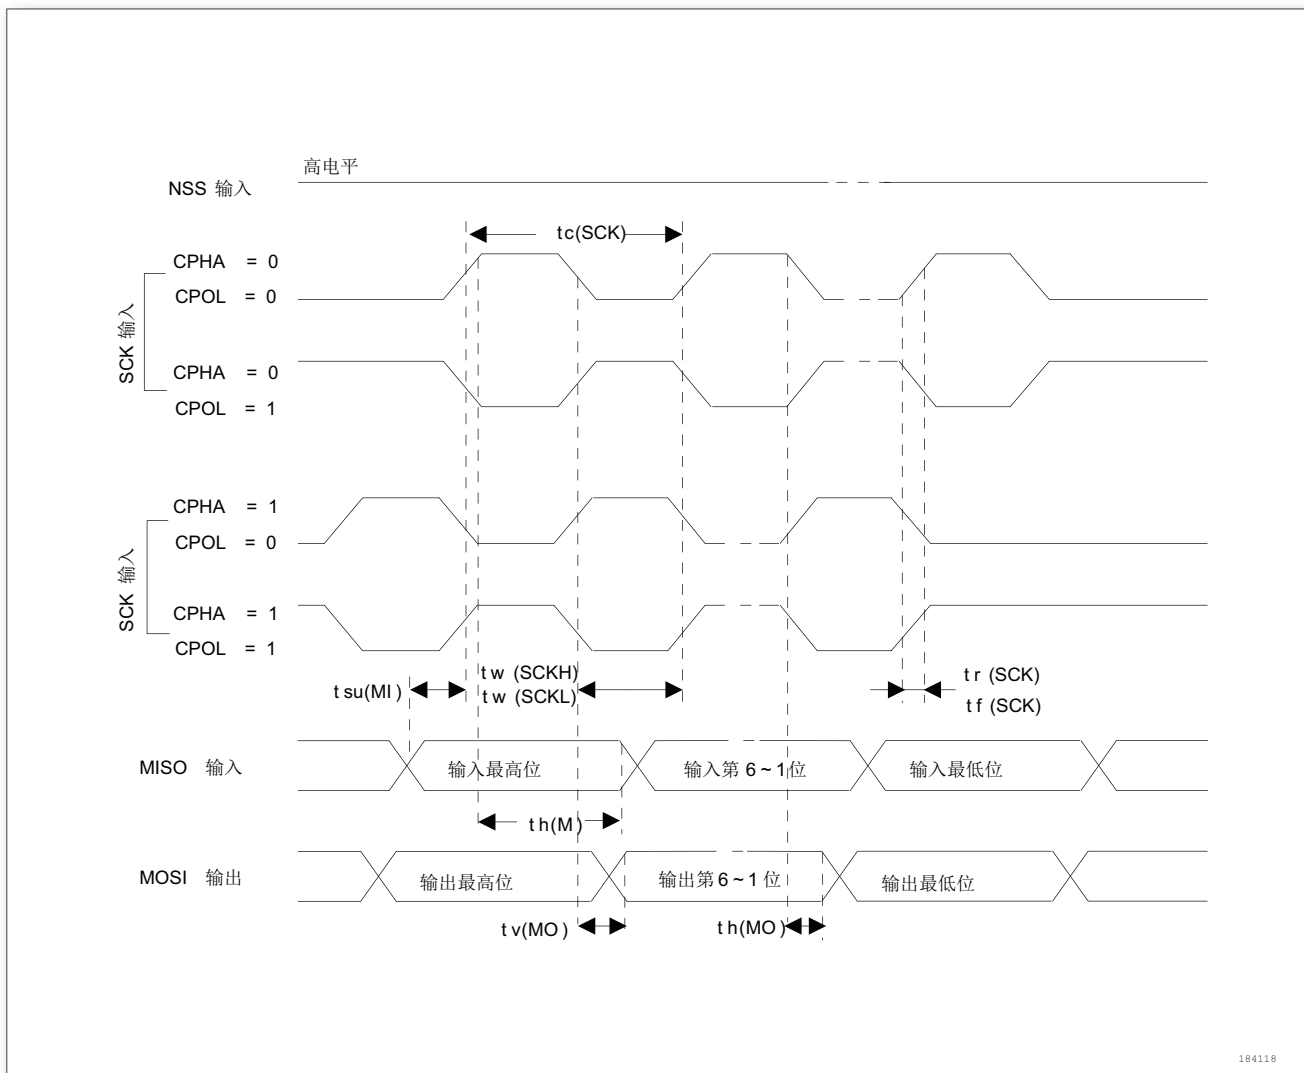 高电平
NSS 输入
tc(SCK)
CPHA = 0
CPOL = 0
SCK 输入
CPHA = 0
CPOL = 1
CPHA = 1
CPOL = 0
SCK 输入
CPHA = 1
CPOL = 1
tsu(MI)
tw (SCKH)
tw (SCKL)
tr (SCK)
tf (SCK)
MISO 输入
输入最高位
输入第 6 ~ 1 位
输入最低位
th(M)
MOSI 输出
输出最高位
输出第 6 ~ 1 位
输出最低位
tv(MO)
th(MO)
184118